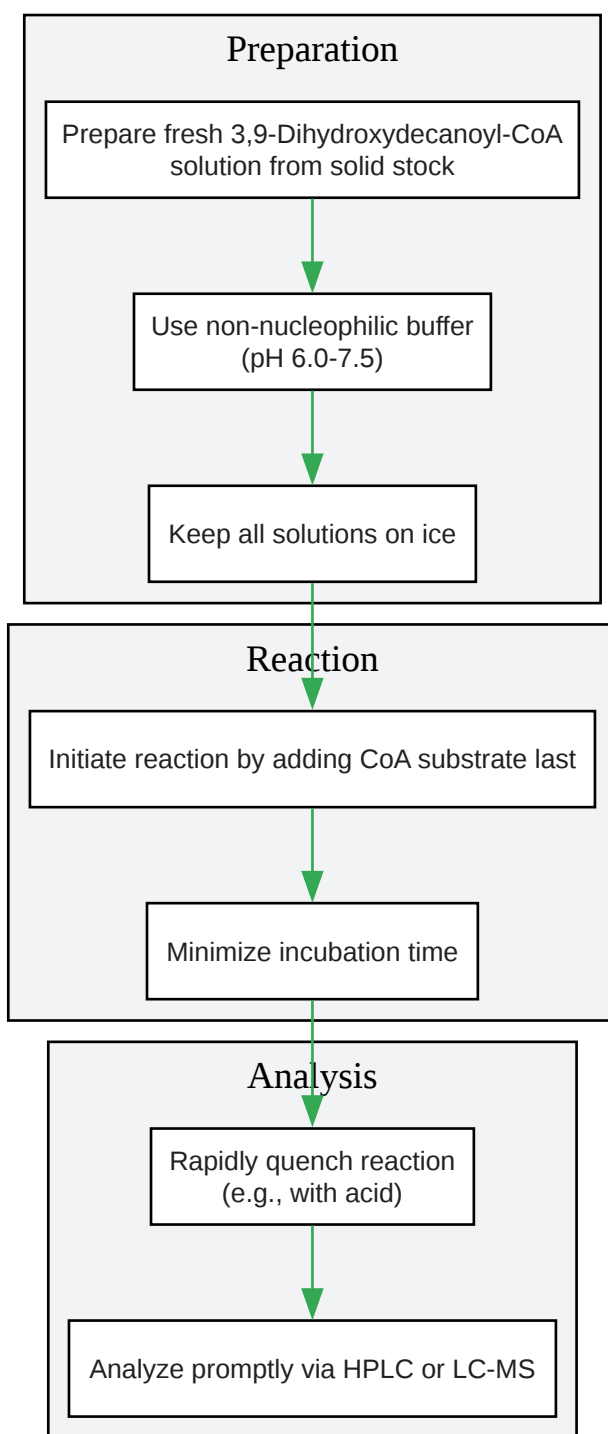 Preparation
Prepare fresh 3,9-Dihydroxydecanoyl-CoA
solution from solid stock
Use non-nucleophilic buffer
(pH 6.0-7.5)
Keep all solutions on ice
Reaction
Initiate reaction by adding CoA substrate last
Minimize incubation time
Analysis
Rapidly quench reaction
(e.g., with acid)
Analyze promptly via HPLC or LC-MS